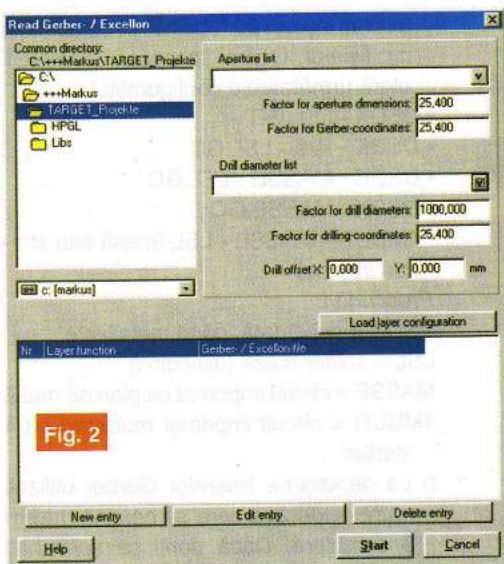 Read Gerber- / Excellon
Common directory:
C:\+++Markus\TARGET_Projekte
C:\
+++Markus
TARGET_Projekte
HPGL
Libs
c: [markus]
Aperture list
Factor for aperture dimensions: 25,400
Factor for Gerber-coordinates: 25,400
Drill diameter list
Factor for drill diameters: 1000,000
Factor for drilling-coordinates: 25,400
Drill offset X: 0,000 Y: 0,000 mm
Load layer configuration
Nr Layer function Gerber- / Excellon file
Fig. 2
New entry Edit entry Delete entry
Help Start Cancel